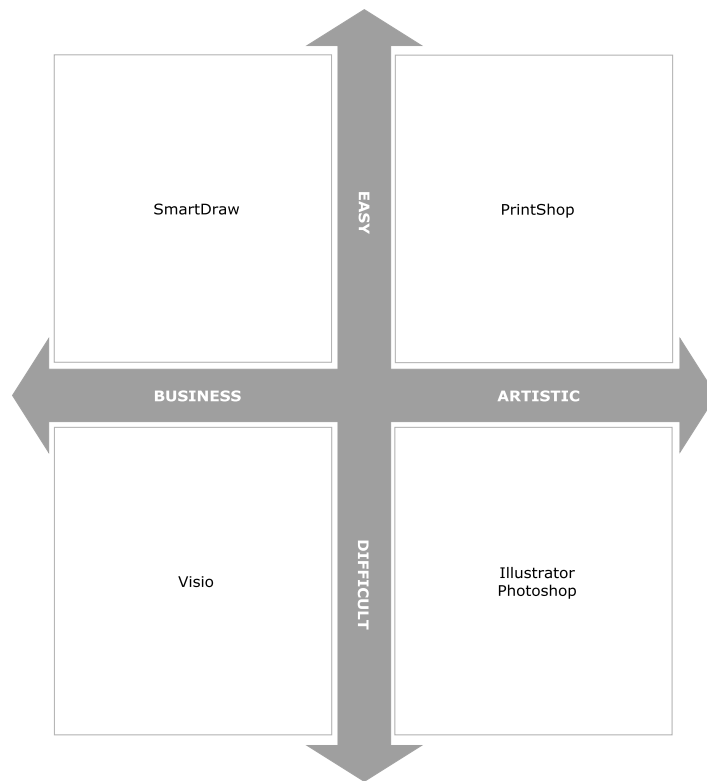 SmartDraw
EASY
PrintShop
BUSINESS
ARTISTIC
Visio
DIFFICULT
Illustrator
Photoshop